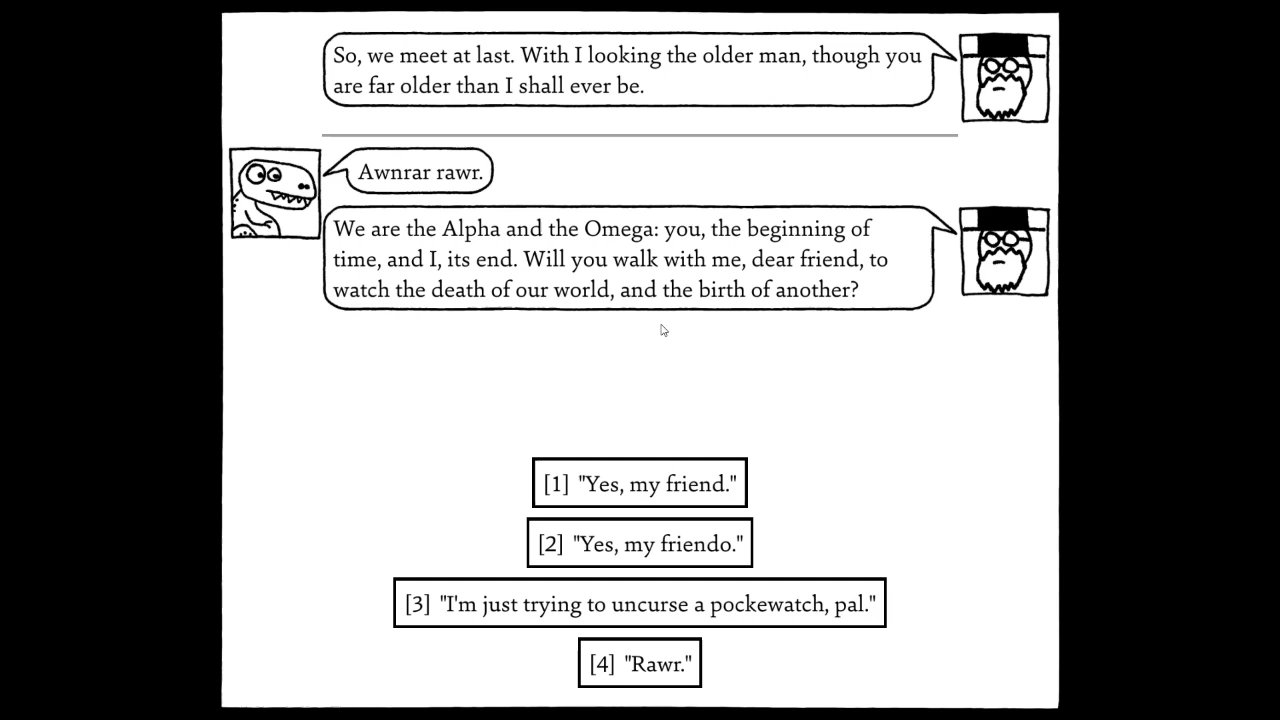 So, we meet at last. With I looking the older man, though you
are far older than I shall ever be.
Awnrar rawr.
We are the Alpha and the Omega: you, the beginning of
time, and I, its end. Will you walk with me, dear friend, to
watch the death of our world, and the birth of another?
[1] "Yes, my friend."
[2] "Yes, my friendo."
[3] "I'm just trying to uncurse a pockewatch, pal."
[4] "Rawr."